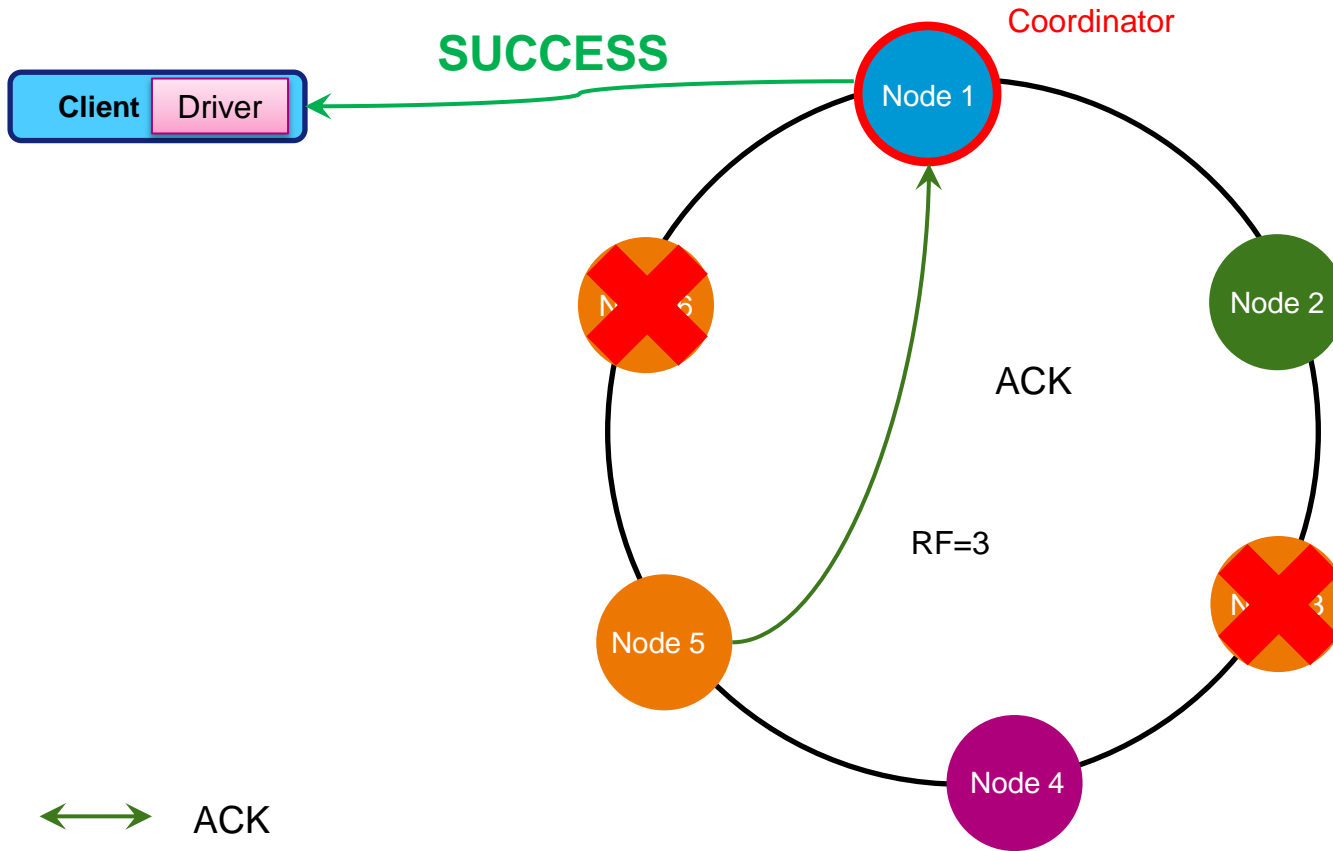 Coordinator
SUCCESS
Node 1
Client
Driver
Node 2
ACK
RF=3
Node 5
Node 4
ACK